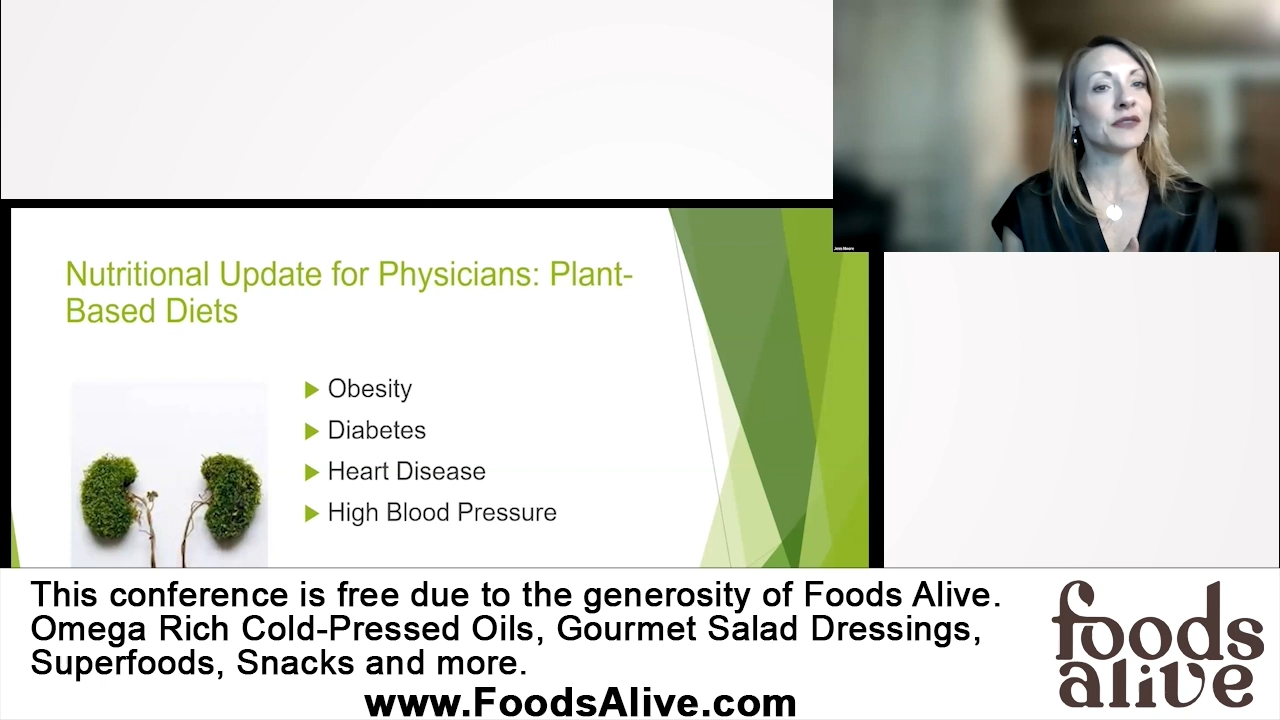 Jenn Moore
Nutritional Update for Physicians: Plant-
Based Diets
Obesity
Diabetes
Heart Disease
High Blood Pressure
This conference is free due to the generosity of Foods Alive.
Omega Rich Cold-Pressed Oils, Gourmet Salad Dressings,
Superfoods, Snacks and more.
www.FoodsAlive.com
foods
alive